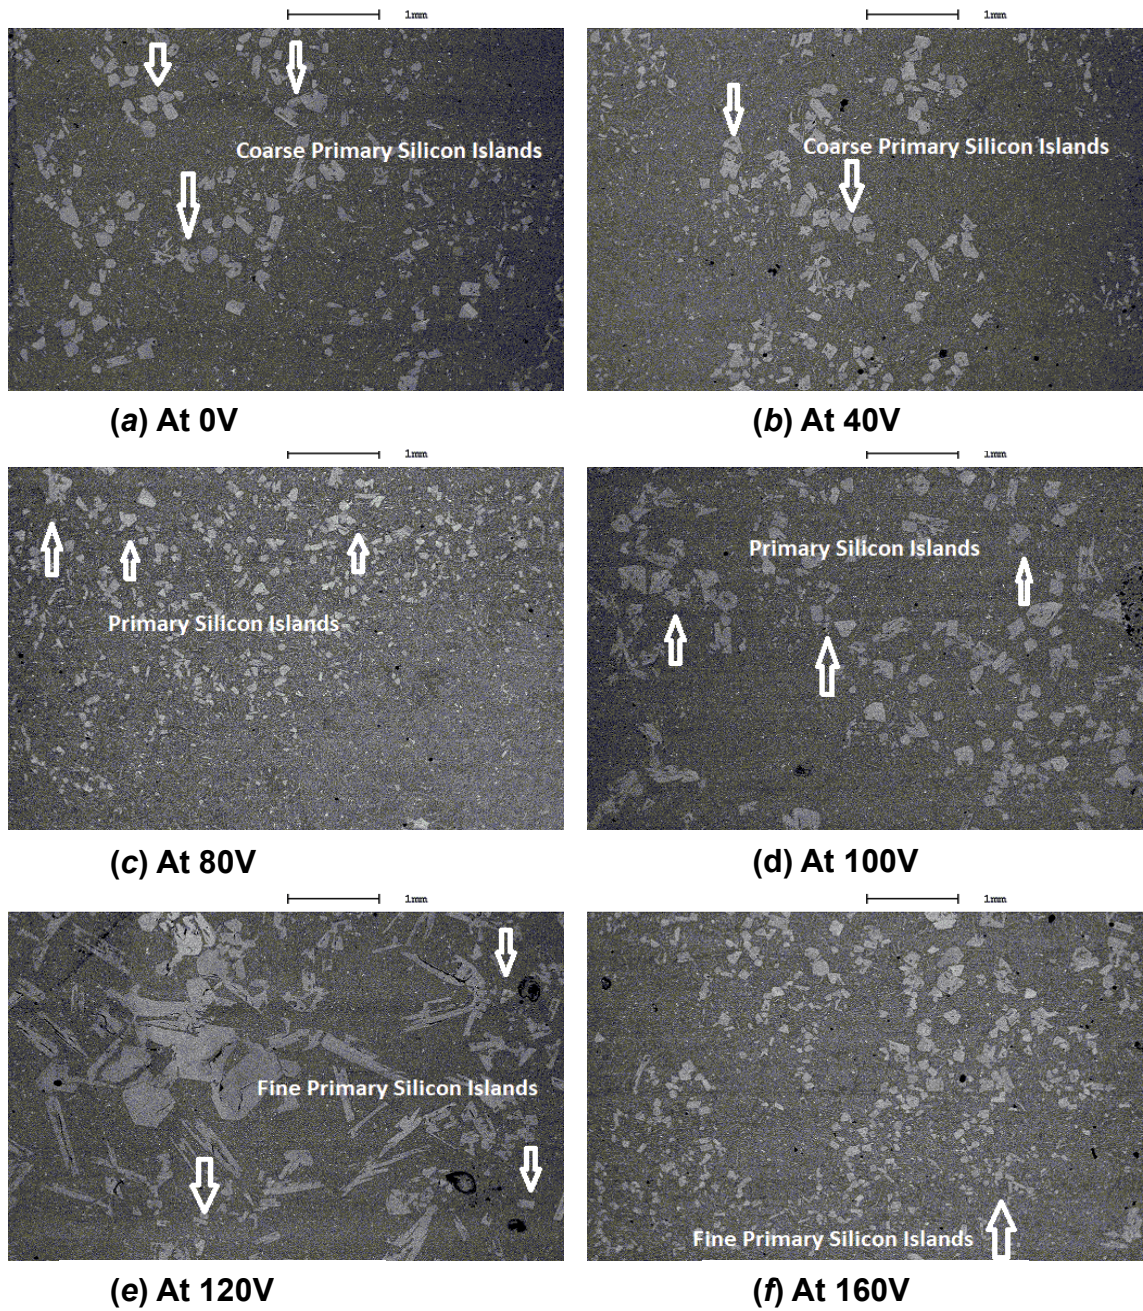 1mm
1mm
Coarse Primary Silicon Islands
Coarse Primary Silicon Islands
(a) At 0V
(b) At 40V
1mm
1mm
Primary Silicon Islands
Primary Silicon Islands
(c) At 80V
(d) At 100V
1mm
1mm
Fine Primary Silicon Islands
Fine Primary Silicon Islands
(e) At 120V
(f) At 160V